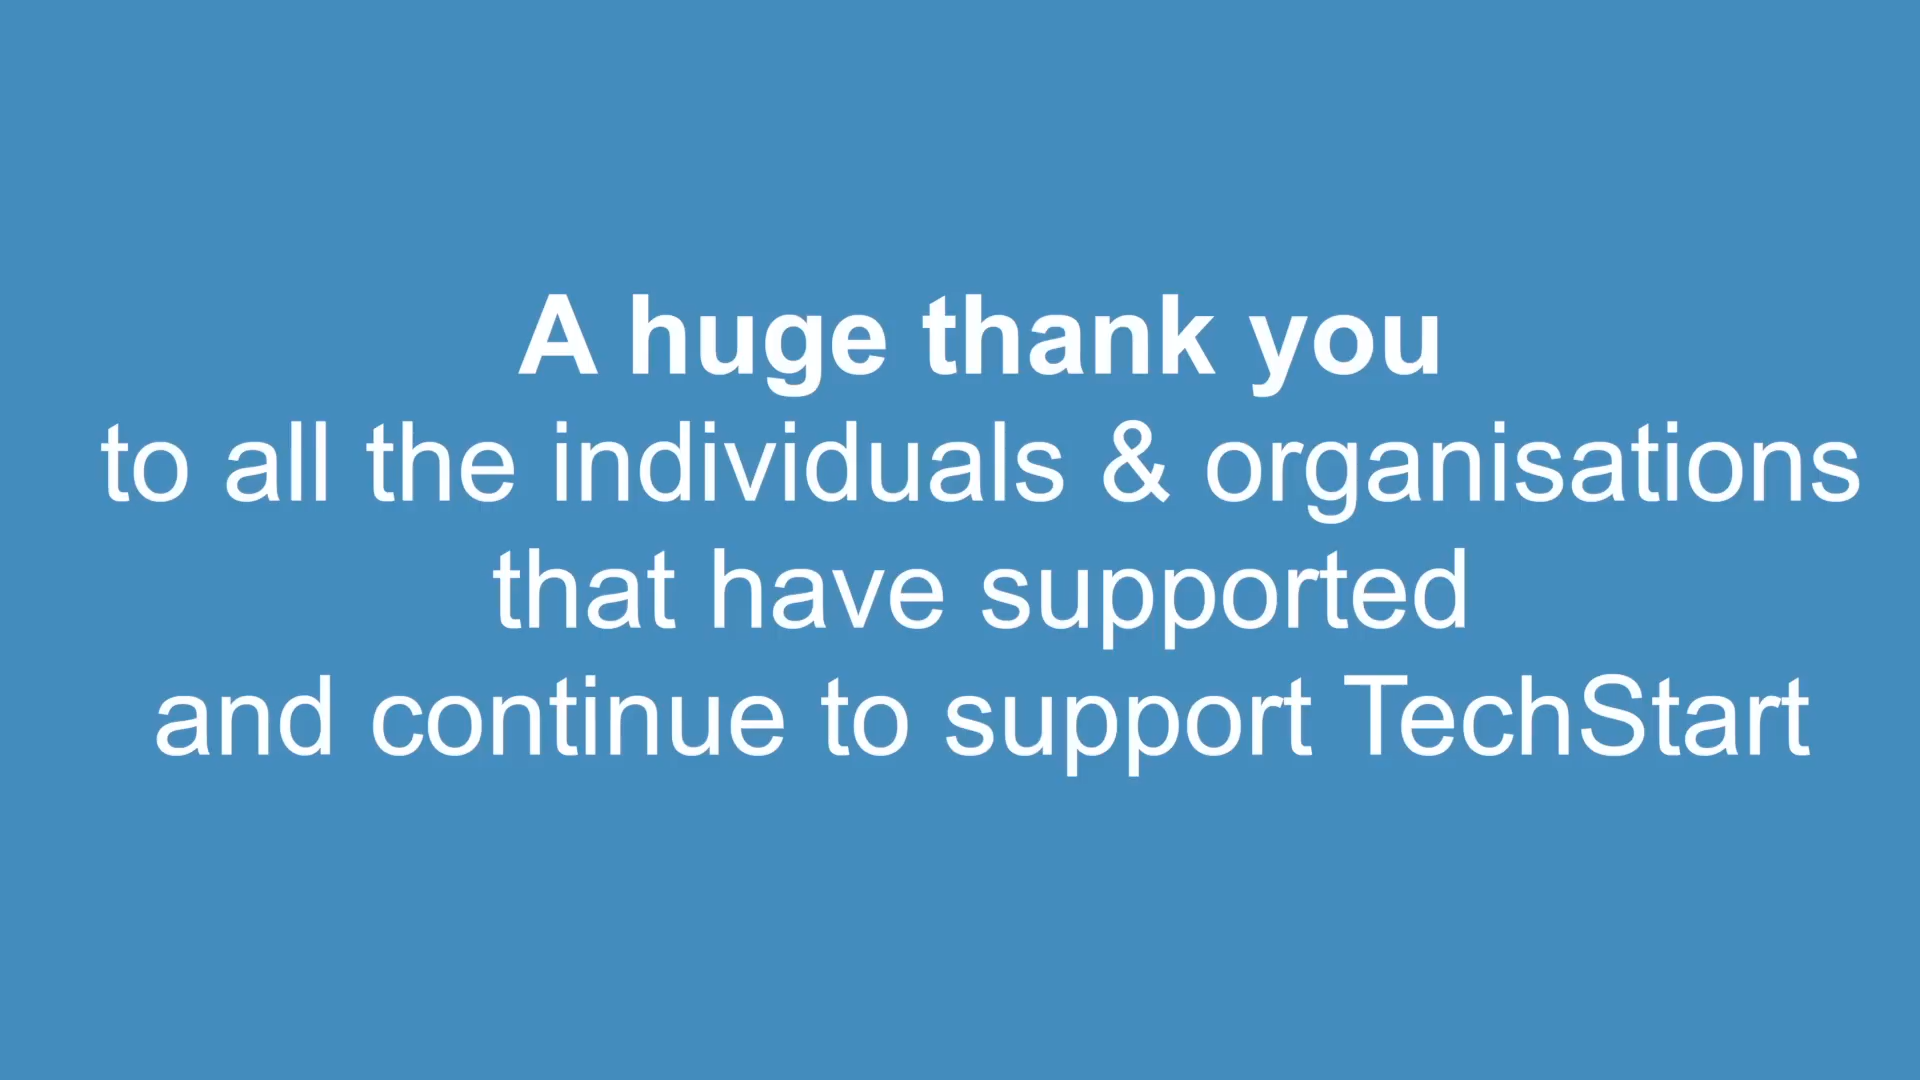 A huge thank you
to all the individuals & organisations
that have supported
and continue to support TechStart